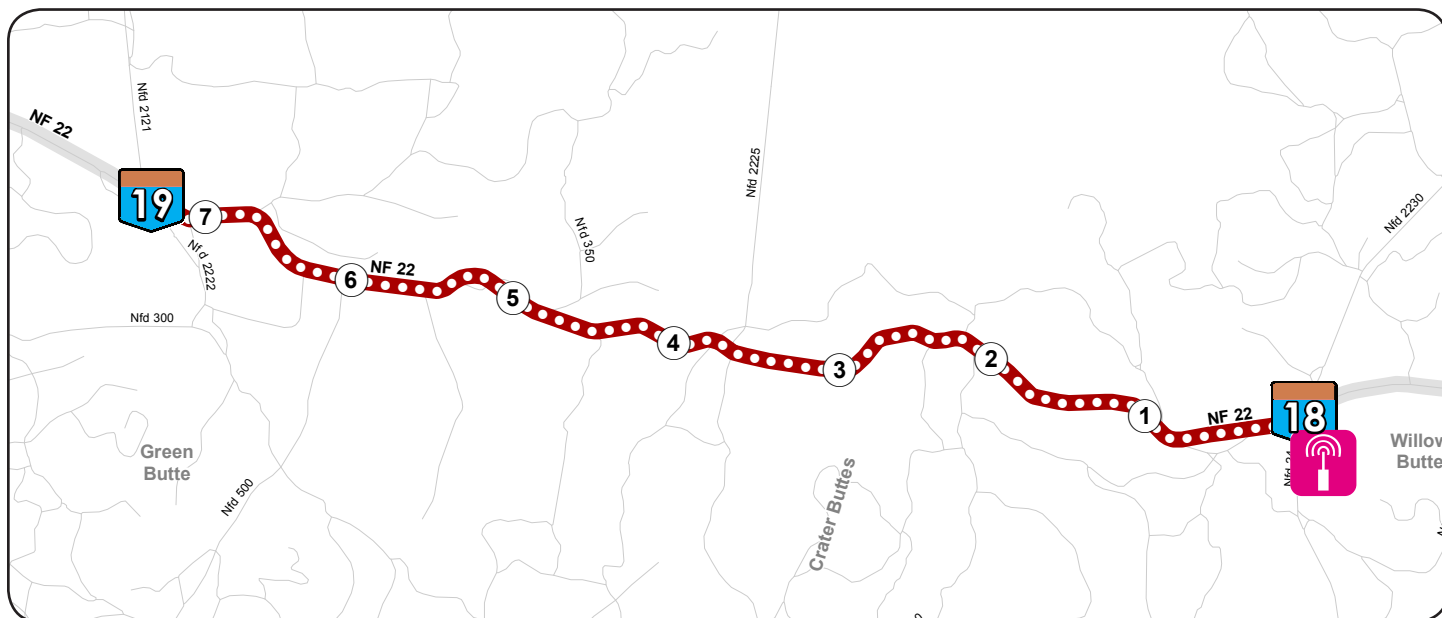 NF 22
Nfd 2121
19
7
Nfd 2222
Nfd 300
6
NF 22
Nfd 350
5
Nfd 2225
4
3
2
1
NF 22
18
Nfd 2230
Green
Butte
Nfd 500
Crater Buttes
Willow
Butte